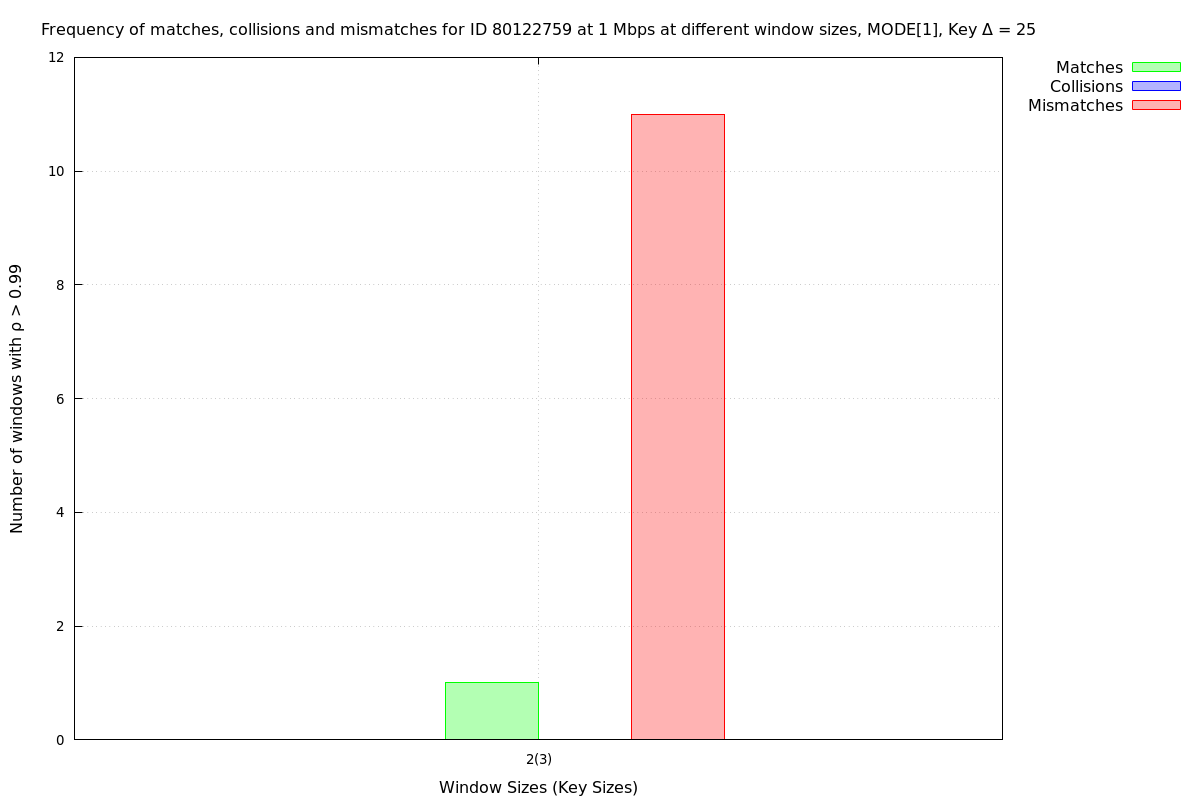 Frequency of matches, collisions and mismatches for ID 80122759 at 1 Mbps at different window sizes, MODE[1], Key Δ = 25
Matches
Collisions
Mismatches
Number of windows with ρ > 0.99
12
10
8
6
4
2
0
2(3)
Window Sizes (Key Sizes)